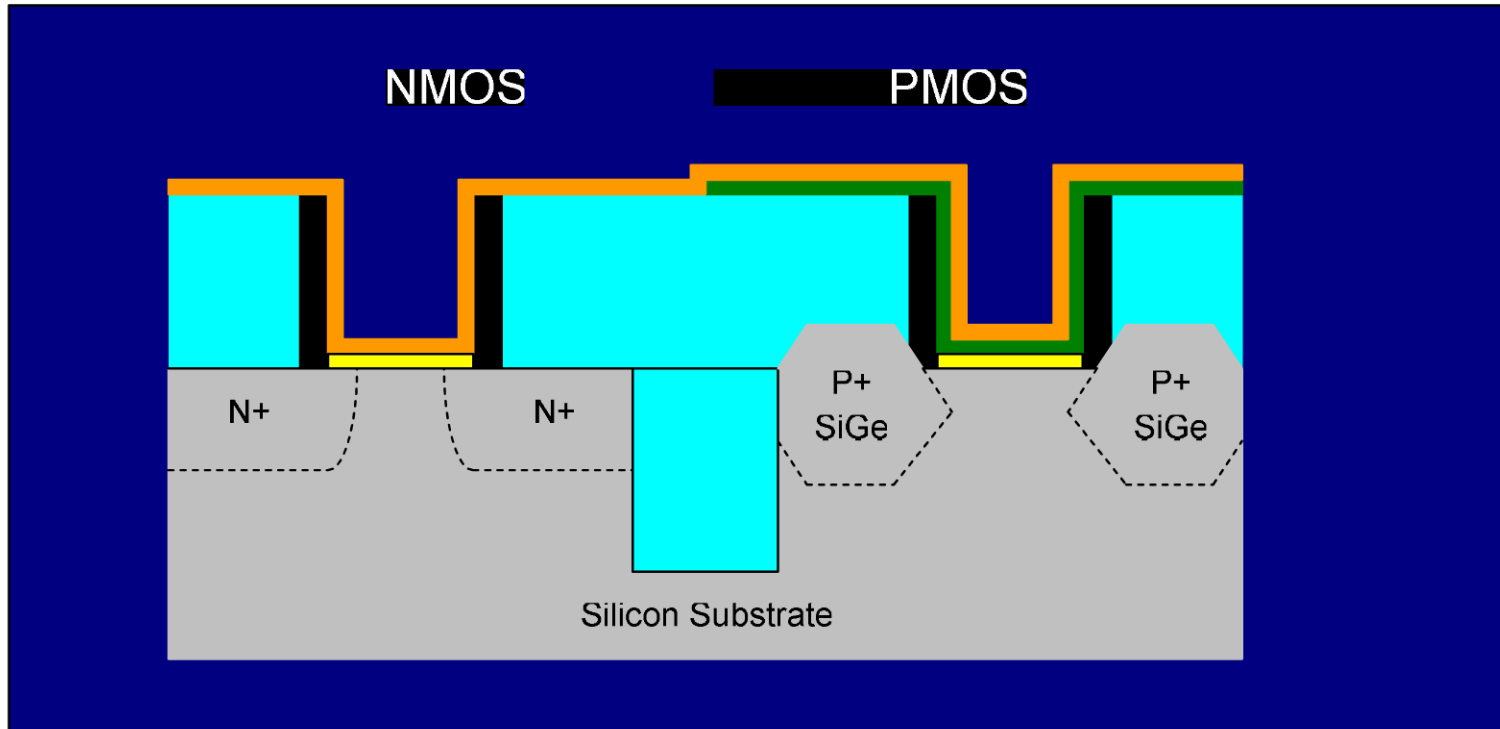 NMOS PMOS
N+ N+ P+ P+
SiGe SiGe
Silicon Substrate